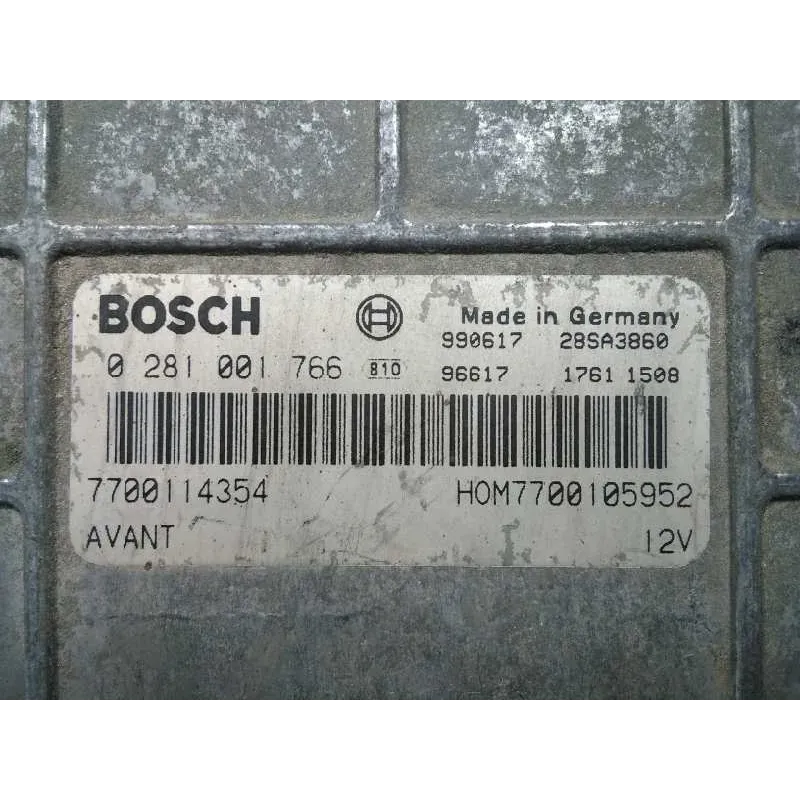 BOSCH Made in Germany
990617 28SA3860
0 281 001 766 810 96617 1761 1508
7700114354 HOM7700105952
AVANT 12V